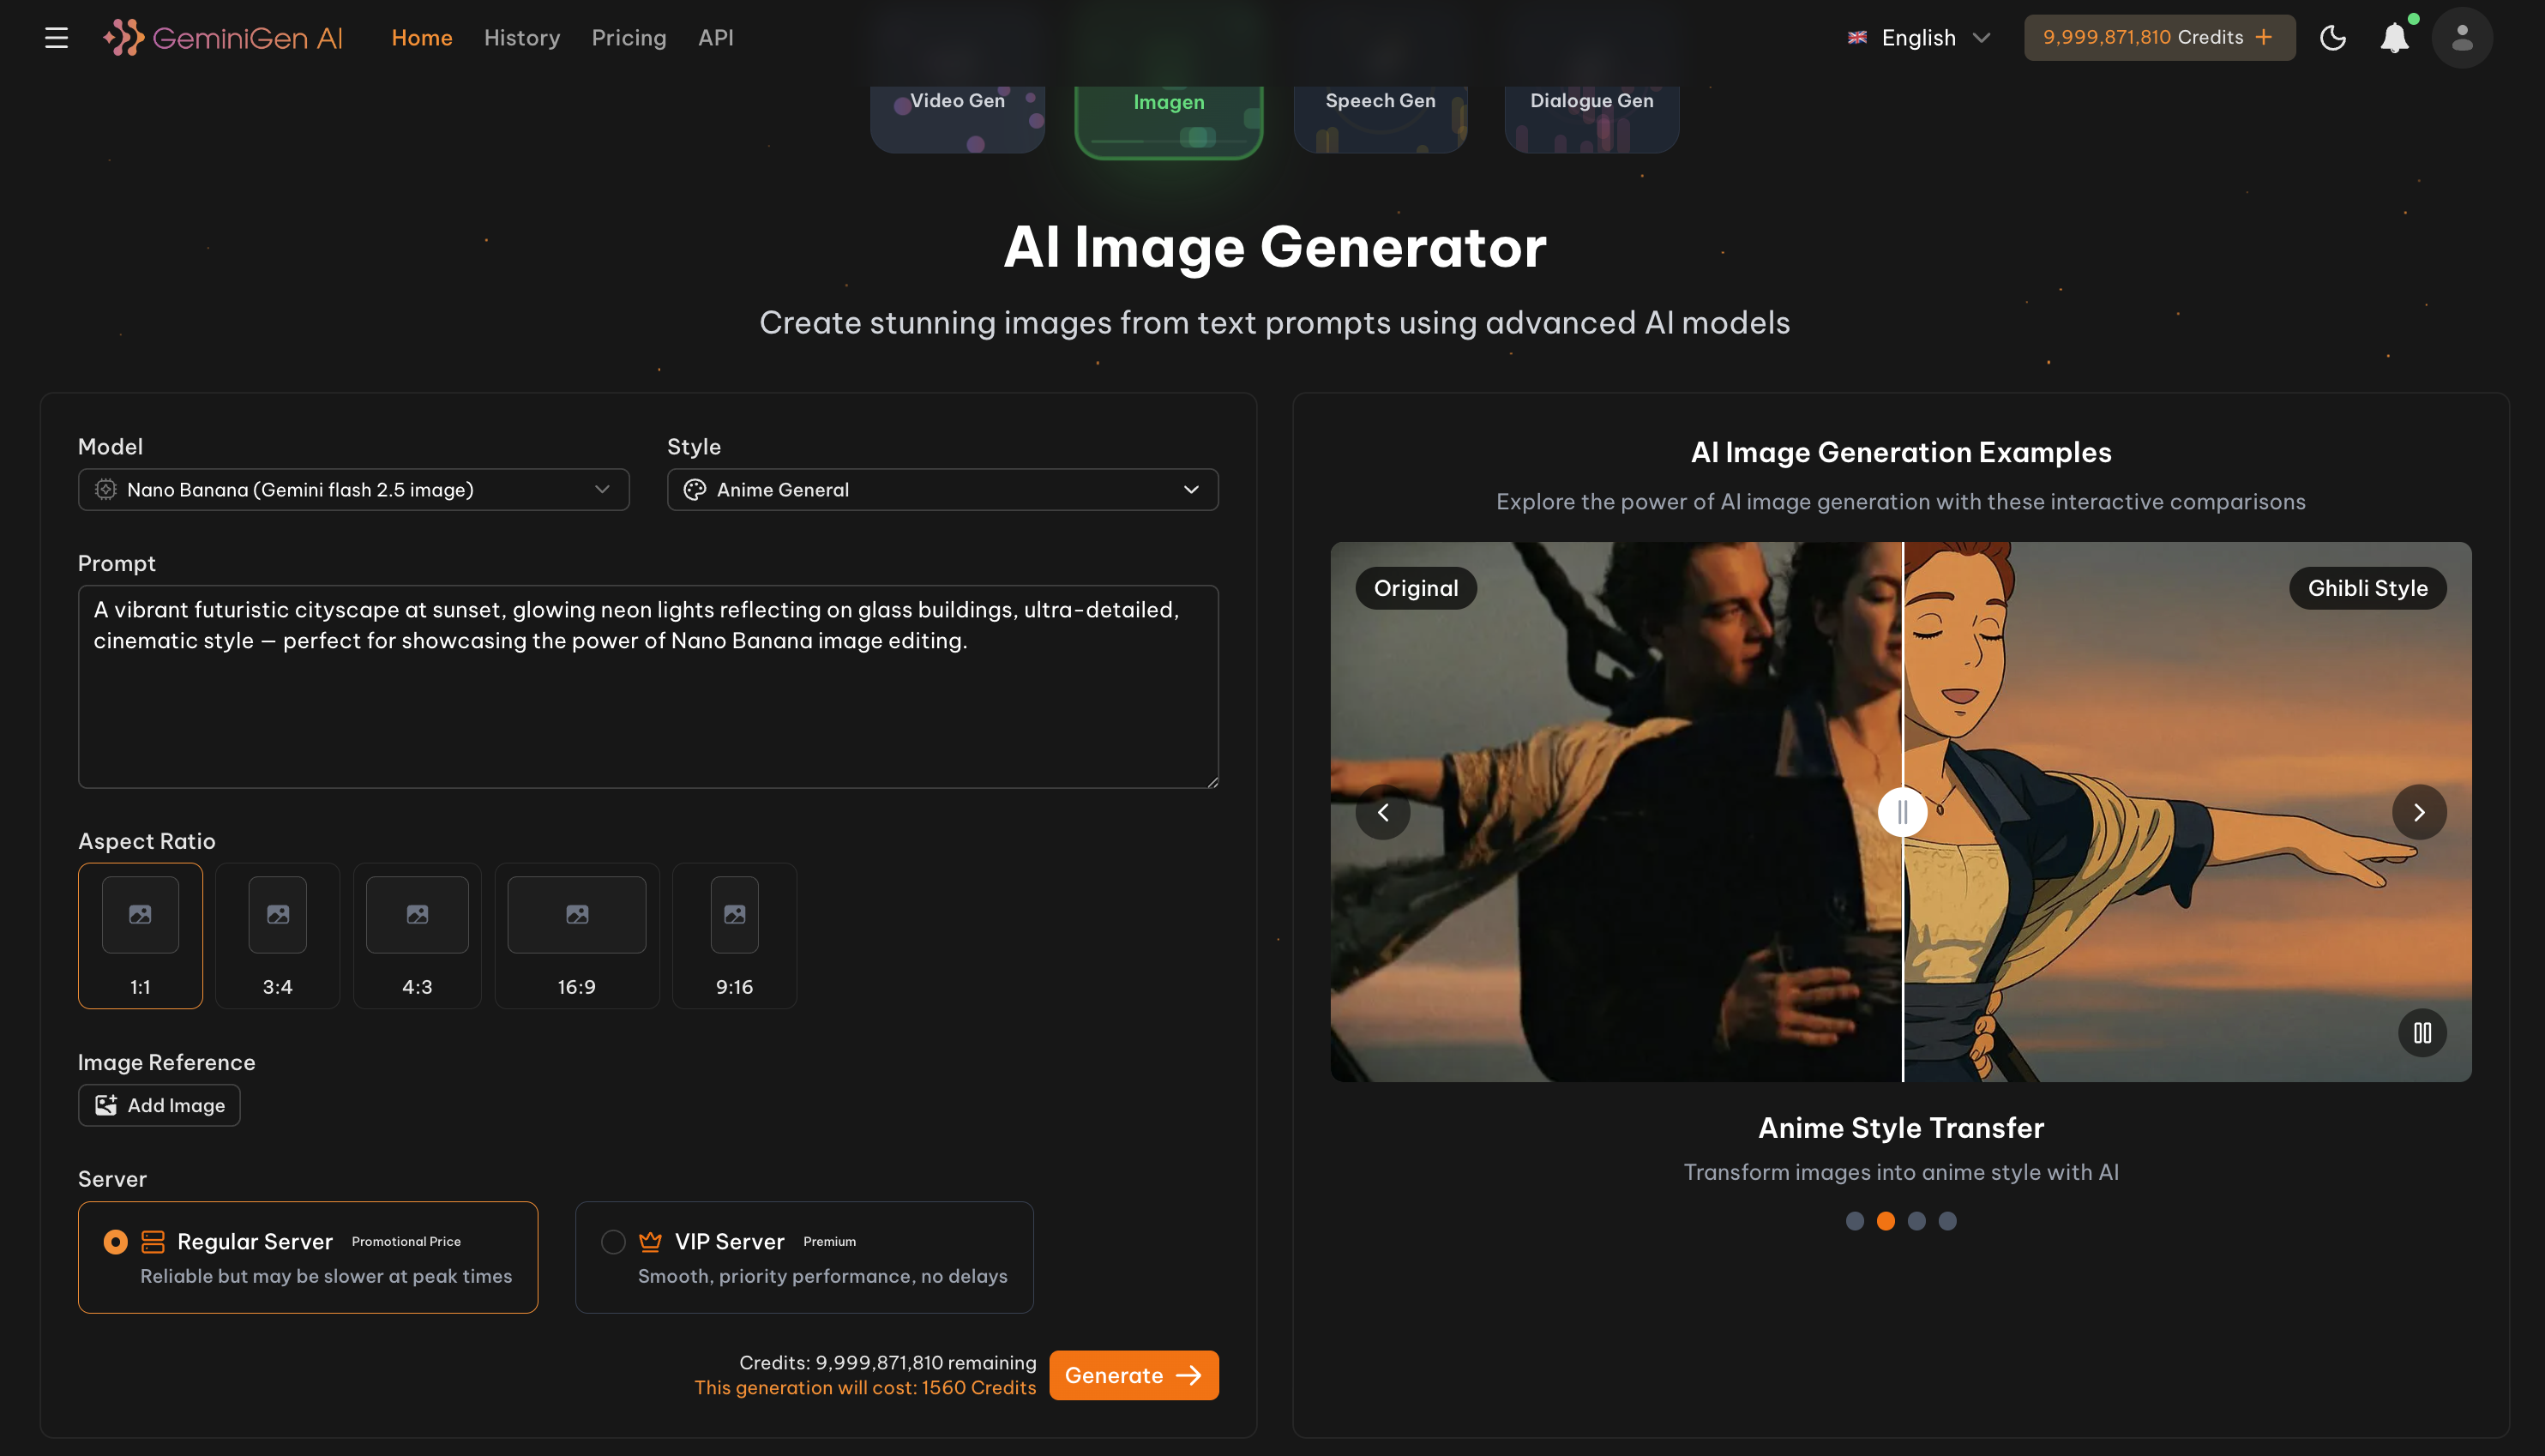 GeminiGen AI
Home
History
Pricing
API
English
9,999,871,810 Credits +
Video Gen
Imagen
Speech Gen
Dialogue Gen
AI Image Generator
Create stunning images from text prompts using advanced AI models
Model
Nano Banana (Gemini flash 2.5 image)
Style
Anime General
Prompt
A vibrant futuristic cityscape at sunset, glowing neon lights reflecting on glass buildings, ultra-detailed,
cinematic style — perfect for showcasing the power of Nano Banana image editing.
Aspect Ratio
1:1
3:4
4:3
16:9
9:16
Image Reference
Add Image
Server
Regular Server Promotional Price
Reliable but may be slower at peak times
VIP Server Premium
Smooth, priority performance, no delays
Credits: 9,999,871,810 remaining
This generation will cost: 1560 Credits
Generate
AI Image Generation Examples
Explore the power of AI image generation with these interactive comparisons
Original
Ghibli Style
Anime Style Transfer
Transform images into anime style with AI